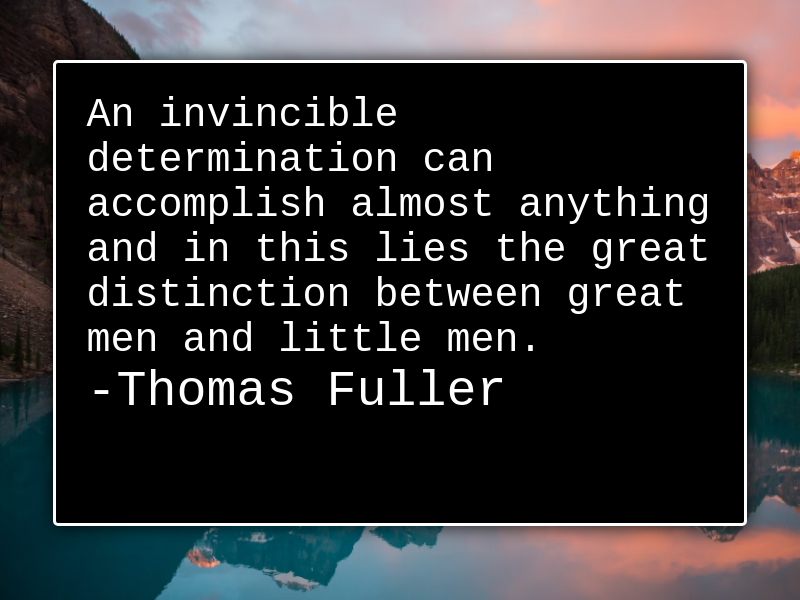 An invincible
determination can
accomplish almost anything
and in this lies the great
distinction between great
men and little men.
-Thomas Fuller